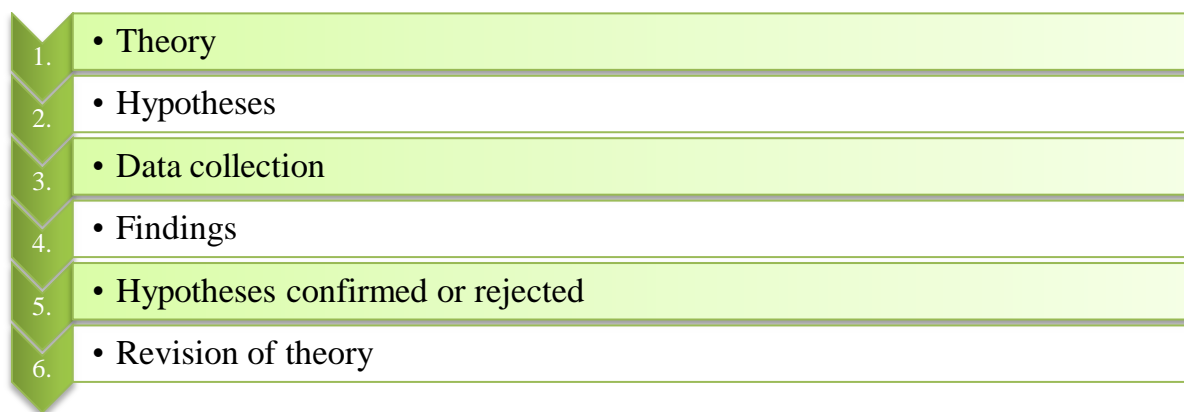 1. • Theory
2. • Hypotheses
3. • Data collection
4. • Findings
5. • Hypotheses confirmed or rejected
6. • Revision of theory